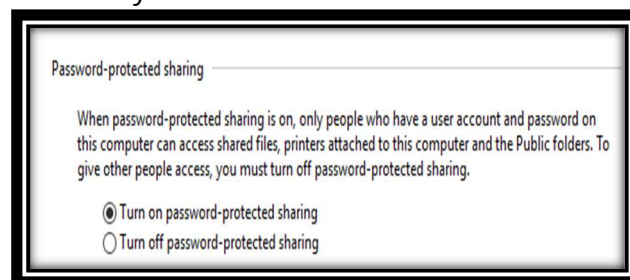 Password-protected sharing
When password-protected sharing is on, only people who have a user account and password on
this computer can access shared files, printers attached to this computer and the Public folders. To
give other people access, you must turn off password-protected sharing.
Turn on password-protected sharing
Turn off password-protected sharing